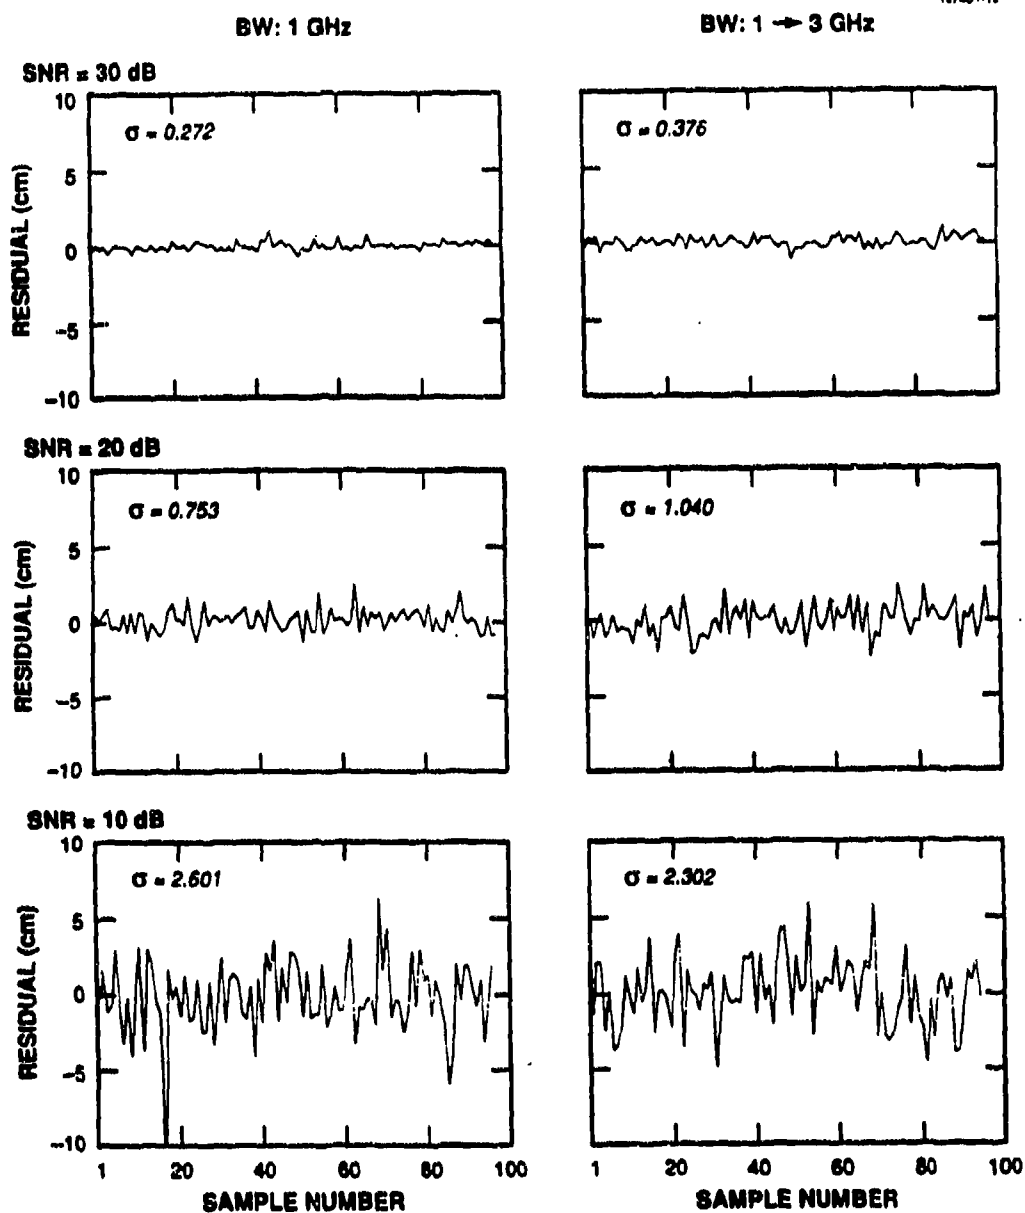 BW: 1 GHz
BW: 1 → 3 GHz
SNR = 30 dB
σ = 0.272
σ = 0.376
RESIDUAL (cm)
10
5
0
-5
-10
SNR = 20 dB
σ = 0.753
σ = 1.040
RESIDUAL (cm)
10
5
0
-5
-10
SNR = 10 dB
σ = 2.601
σ = 2.302
RESIDUAL (cm)
10
5
0
-5
-10
1 20 40 60 80 100
1 20 40 60 80 100
SAMPLE NUMBER
SAMPLE NUMBER